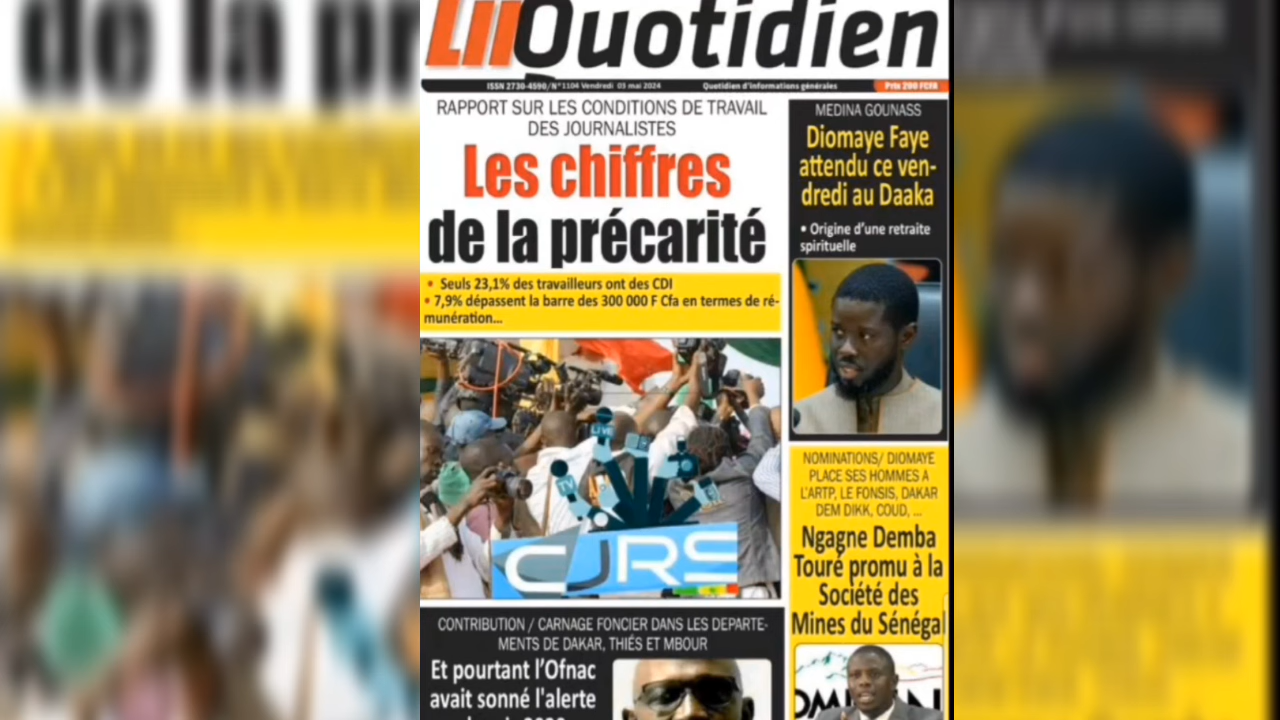 Lii Quotidien
ISSN 2730-4590/N° 1104 Vendredi 03 mai 2024
Quotidien d'informations générales
Prix 200 FCFA
RAPPORT SUR LES CONDITIONS DE TRAVAIL
DES JOURNALISTES
Les chiffres
de la précarité
• Seuls 23,1% des travailleurs ont des CDI
• 7,9% dépassent la barre des 300 000 F Cfa en termes de ré-
munération...
CJRS
CONTRIBUTION / CARNAGE FONCIER DANS LES DEPARTE-
MENTS DE DAKAR, THIÉS ET MBOUR
Et pourtant l'Ofnac
avait sonné l'alerte
MEDINA GOUNASS
Diomaye Faye
attendu ce ven-
dredi au Daaka
• Origine d'une retraite
spirituelle
NOMINATIONS/ DIOMAYE
PLACE SES HOMMES A
L'ARTP, LE FONSIS, DAKAR
DEM DIKK, COUD, ...
Ngagne Demba
Touré promu à la
Société des
Mines du Sénégal